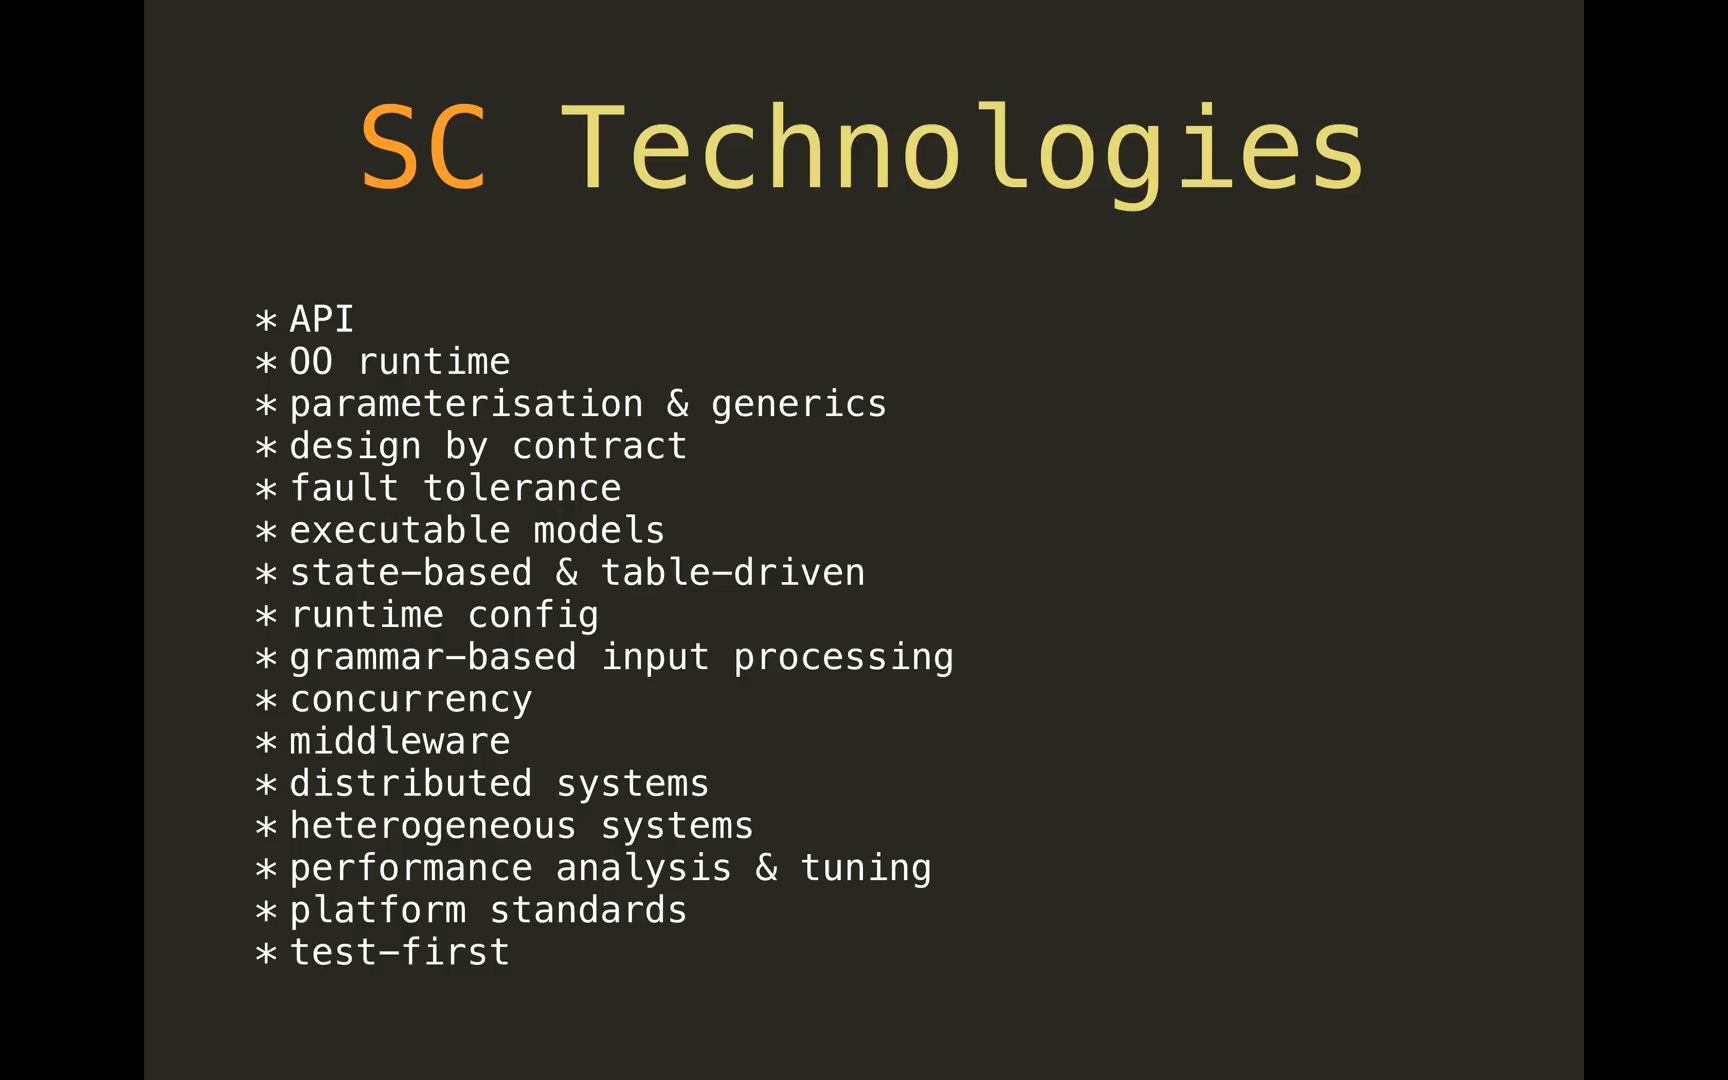 SC Technologies
* API
* OO runtime
* parameterisation & generics
* design by contract
* fault tolerance
* executable models
* state-based & table-driven
* runtime config
* grammar-based input processing
* concurrency
* middleware
* distributed systems
* heterogeneous systems
* performance analysis & tuning
* platform standards
* test-first